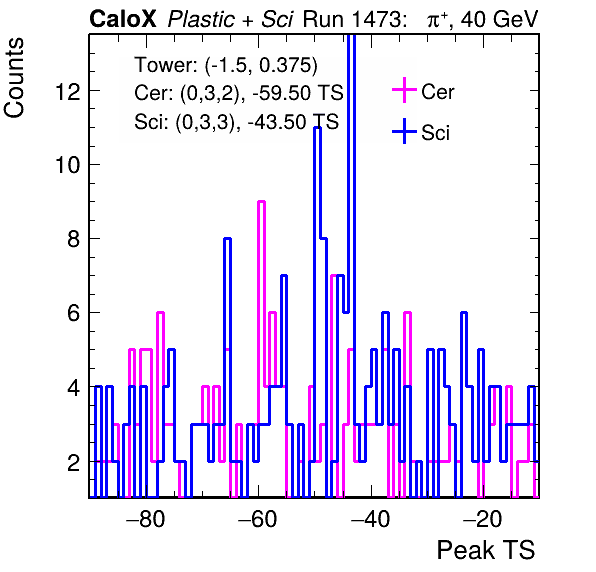 CaloX Plastic + Sci Run 1473: π⁺, 40 GeV
Counts
Tower: (-1.5, 0.375)
Cer: (0,3,2), -59.50 TS
Sci: (0,3,3), -43.50 TS
Cer
Sci
12
10
8
6
4
2
−80 −60 −40 −20
Peak TS